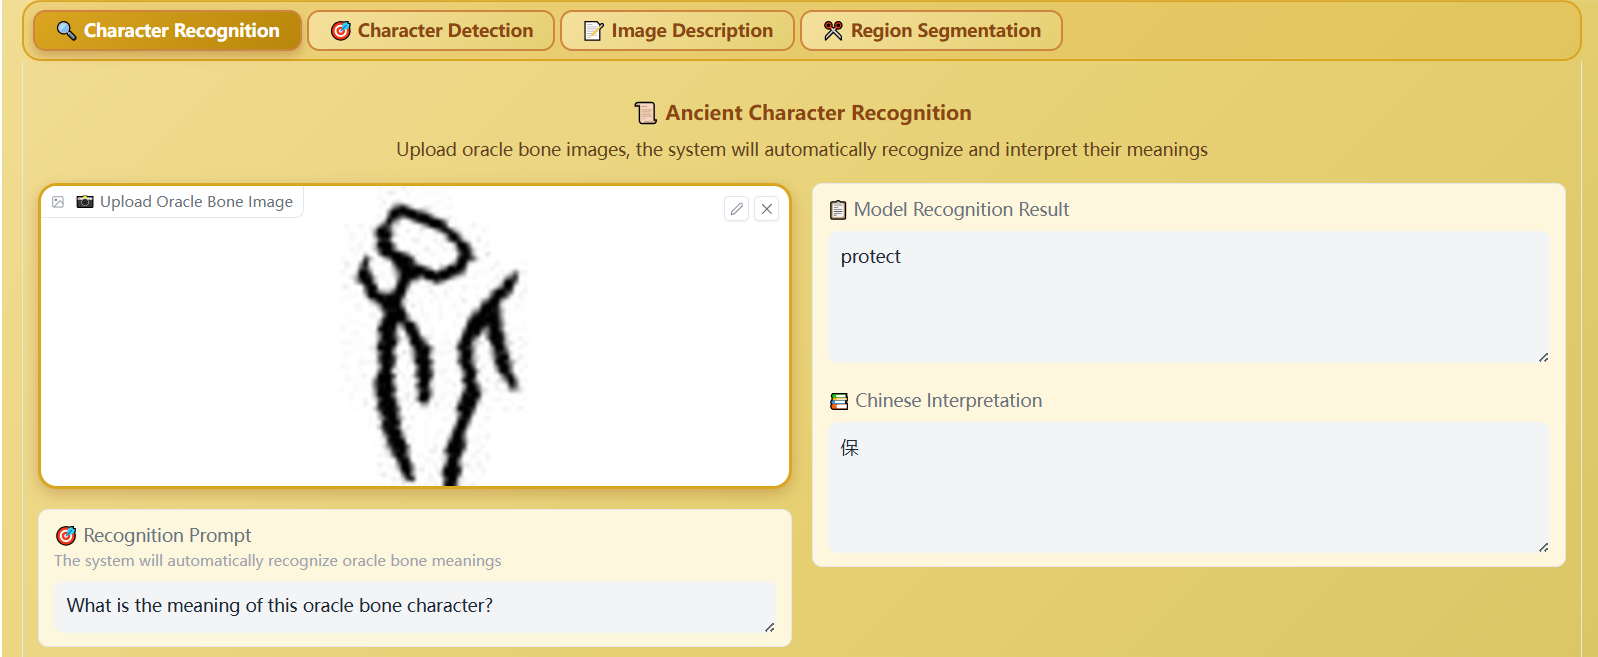 Character Recognition
Character Detection
Image Description
Region Segmentation
Ancient Character Recognition
Upload oracle bone images, the system will automatically recognize and interpret their meanings
Upload Oracle Bone Image
Recognition Prompt
The system will automatically recognize oracle bone meanings
What is the meaning of this oracle bone character?
Model Recognition Result
protect
Chinese Interpretation
保